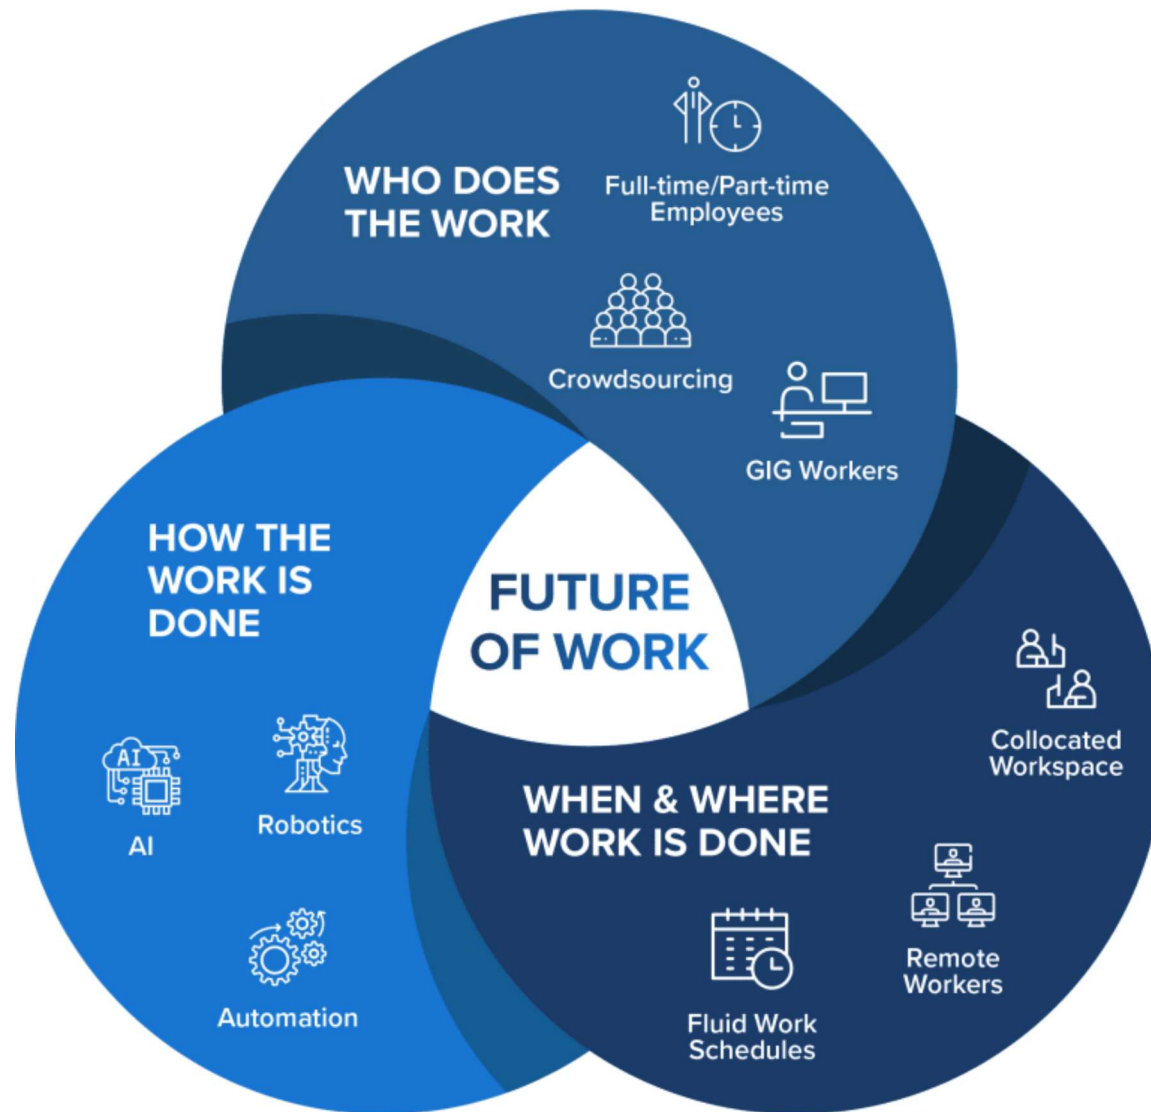 WHO DOES
THE WORK
Full-time/Part-time
Employees
Crowdsourcing
GIG Workers
HOW THE
WORK IS
DONE
AI
AI
Robotics
Automation
FUTURE
OF WORK
WHEN & WHERE
WORK IS DONE
Collocated
Workspace
Remote
Workers
Fluid Work
Schedules